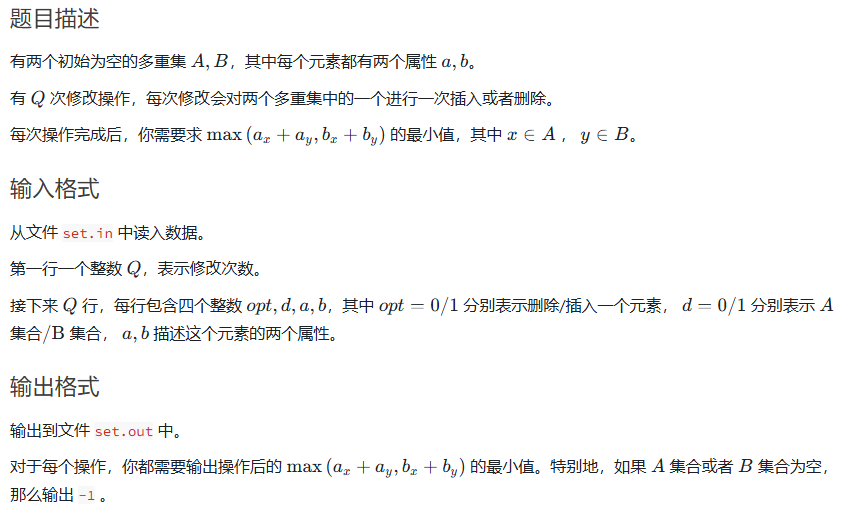 题目描述
有两个初始为空的多重集 A, B，其中每个元素都有两个属性 a, b。
有 Q 次修改操作，每次修改会对两个多重集中的一个进行一次插入或者删除。
每次操作完成后，你需要求 max (aₓ + a_y, bₓ + b_y) 的最小值，其中 x ∈ A ， y ∈ B。
输入格式
从文件 set.in 中读入数据。
第一行一个整数 Q，表示修改次数。
接下来 Q 行，每行包含四个整数 opt, d, a, b，其中 opt = 0/1 分别表示删除/插入一个元素， d = 0/1 分别表示 A
集合/B 集合， a, b 描述这个元素的两个属性。
输出格式
输出到文件 set.out 中。
对于每个操作，你都需要输出操作后的 max (aₓ + a_y, bₓ + b_y) 的最小值。特别地，如果 A 集合或者 B 集合为空，
那么输出 -1 。